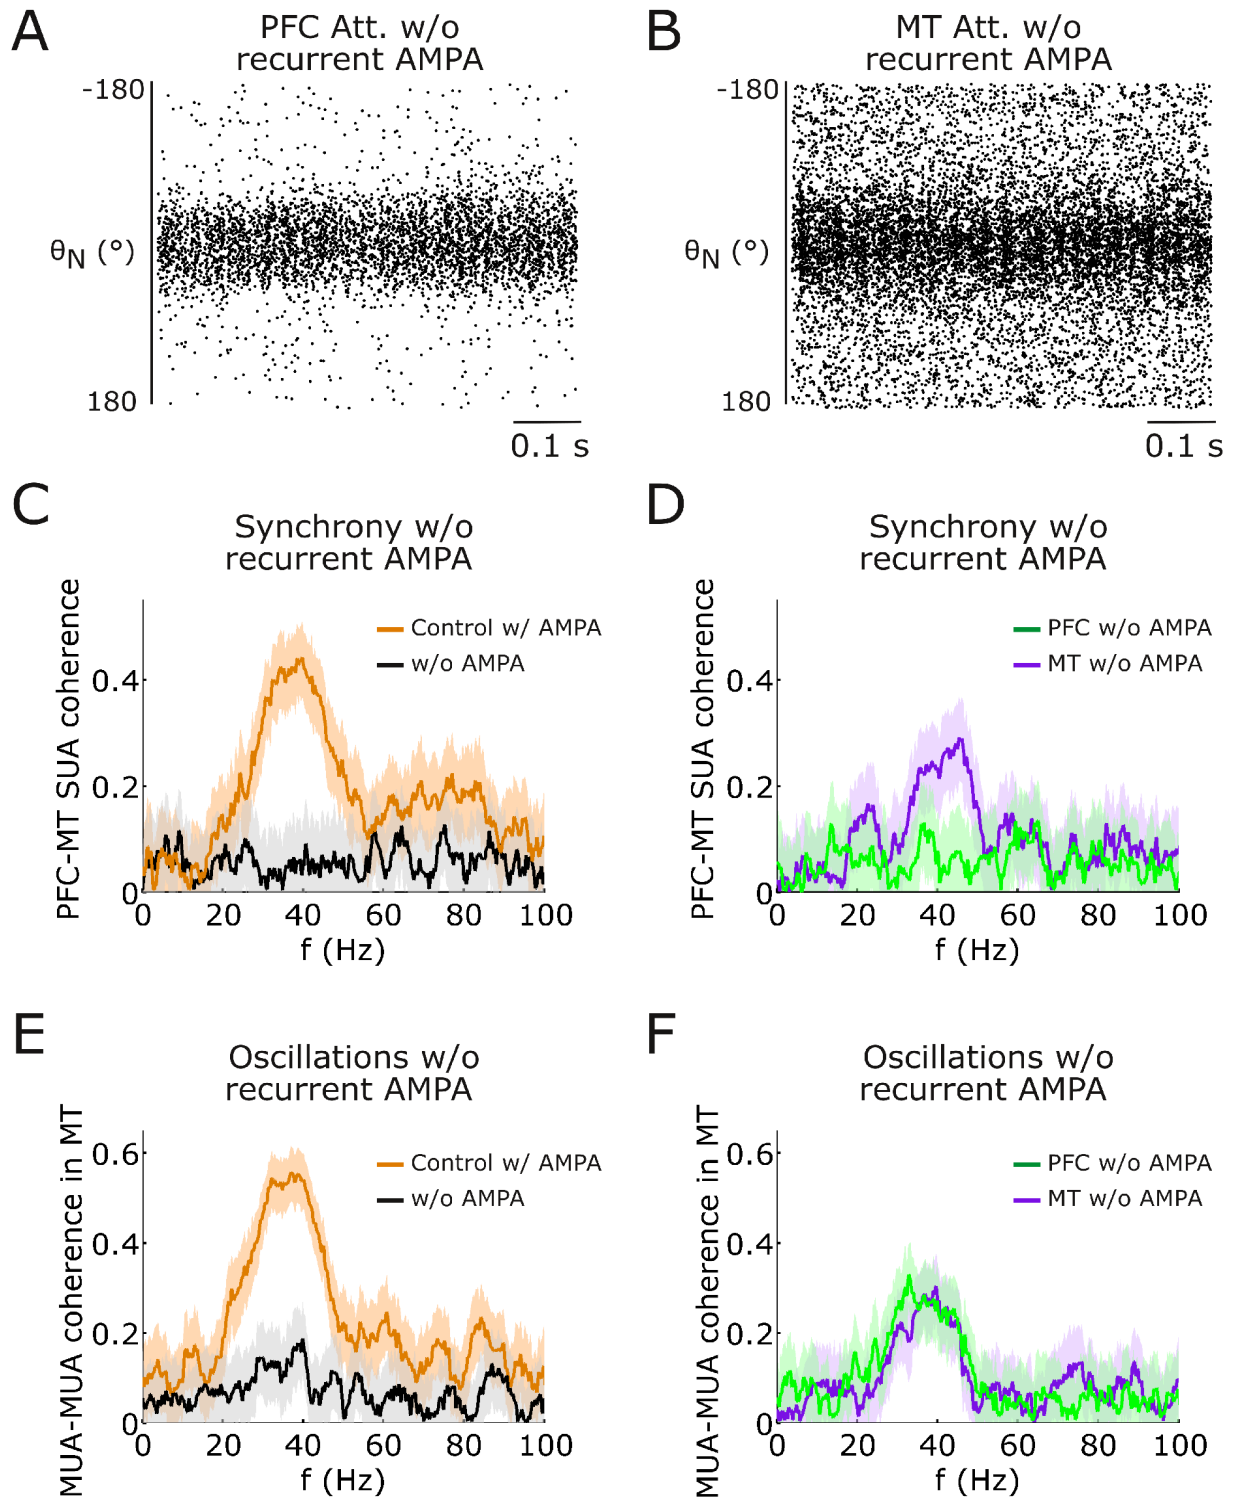 A
PFC Att. w/o
recurrent AMPA
-180
θN (°)
180
0.1 s
B
MT Att. w/o
recurrent AMPA
-180
θN (°)
180
0.1 s
C
Synchrony w/o
recurrent AMPA
PFC-MT SUA coherence
Control w/ AMPA
w/o AMPA
0.4
0.2
0
0 20 40 60 80 100
f (Hz)
D
Synchrony w/o
recurrent AMPA
PFC-MT SUA coherence
PFC w/o AMPA
MT w/o AMPA
0.4
0.2
0
0 20 40 60 80 100
f (Hz)
E
Oscillations w/o
recurrent AMPA
MUA-MUA coherence in MT
Control w/ AMPA
w/o AMPA
0.6
0.4
0.2
0
0 20 40 60 80 100
f (Hz)
F
Oscillations w/o
recurrent AMPA
MUA-MUA coherence in MT
PFC w/o AMPA
MT w/o AMPA
0.6
0.4
0.2
0
0 20 40 60 80 100
f (Hz)